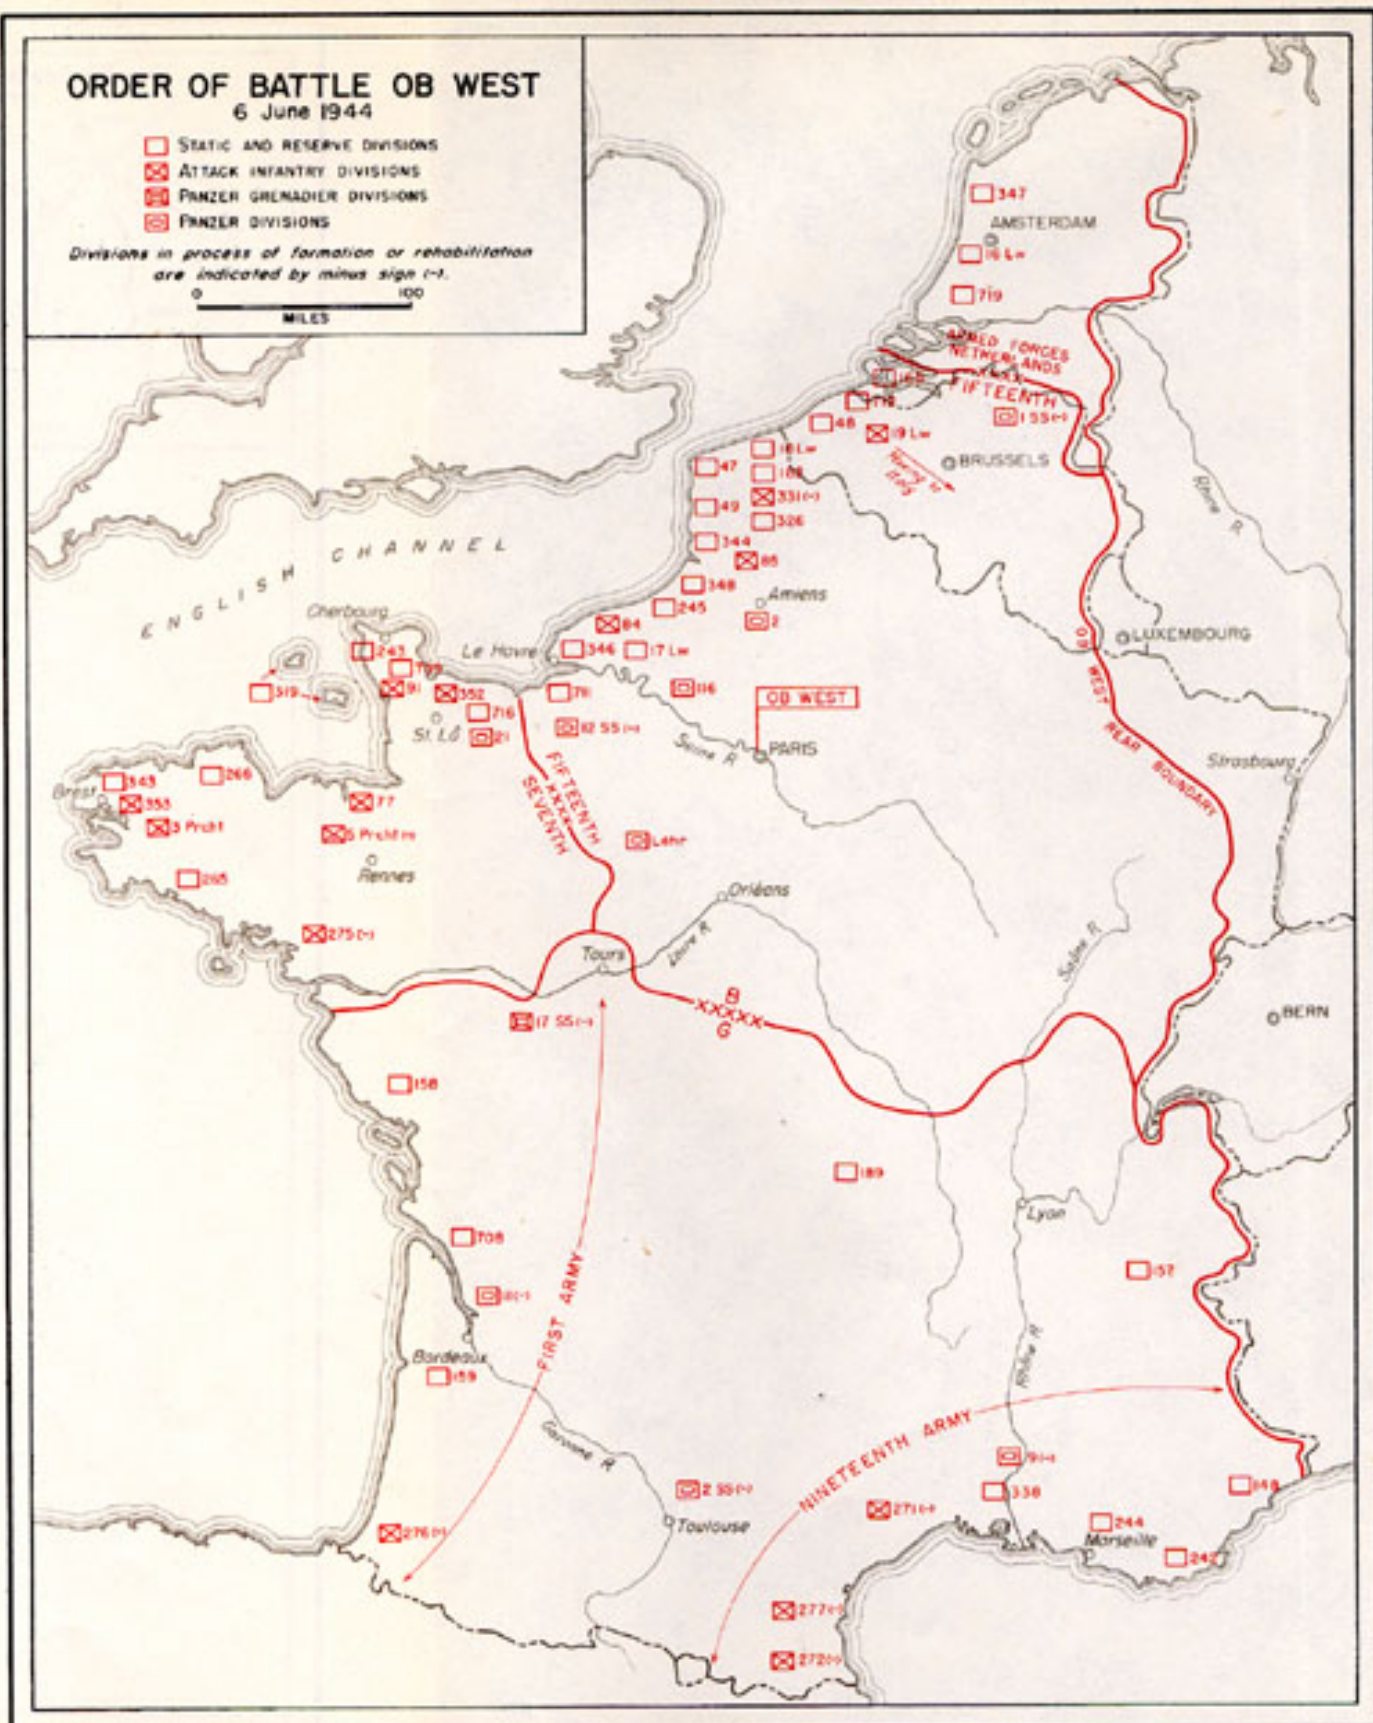 ORDER OF BATTLE OB WEST
6 June 1944
STATIC AND RESERVE DIVISIONS
ATTACK INFANTRY DIVISIONS
PANZER GRENADIER DIVISIONS
PANZER DIVISIONS
Divisions in process of formation or rehabilitation
are indicated by minus sign (-).
0 100
MILES
347
AMSTERDAM
16 Lw
719
ARMED FORCES
NETHERLANDS
XXXX
FIFTEENTH
1 SS (-)
48
19 Lw
Moving to
Italy
BRUSSELS
Rhine R
47
331 (-)
49
326
344
85
348
245
Amiens
2
84
346
17 Lw
Le Havre
ENGLISH CHANNEL
Cherbourg
243
319
91
352
716
St. Lô
21
711
116
12 SS (-)
OB WEST
PARIS
Seine R
LUXEMBOURG
OB WEST REAR BOUNDARY
Strasbourg
343
266
Brest
353
77
3 Prcht
5 Prcht
Rennes
265
275 (-)
FIFTEENTH
XXXX
SEVENTH
Lehr
Orléans
Loire R
Tours
Saône R
BERN
B
XXXXX
G
17 SS (-)
158
189
Lyon
708
157
Bordeaux
159
FIRST ARMY
Rhône R
Garonne R
NINETEENTH ARMY
9 (-)
2 SS (-)
338
148
271 (-)
244
Toulouse
Marseille
242
276 (-)
277 (-)
272 (-)